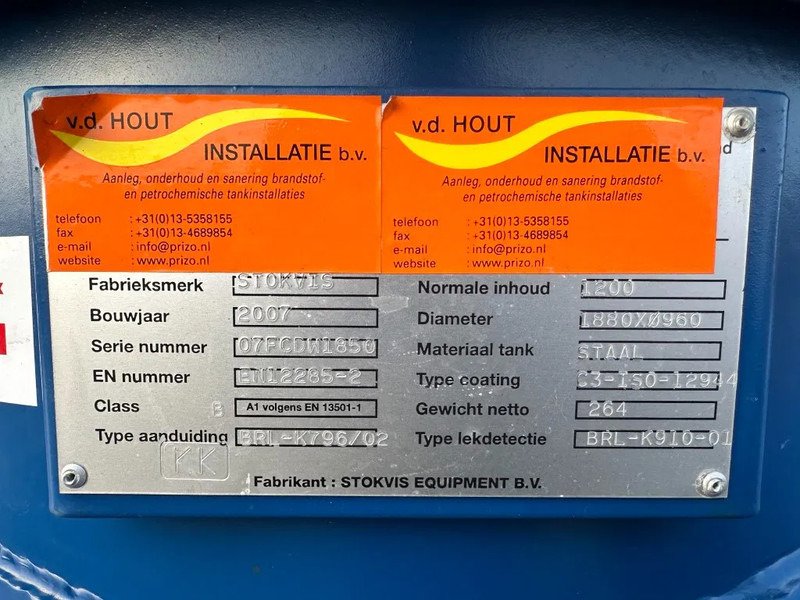 v.d. HOUT
INSTALLATIE b.v.
Aanleg, onderhoud en sanering brandstof-
en petrochemische tankinstallaties
telefoon : +31(0)13-5358155
fax : +31(0)13-4689854
e-mail : info@prizo.nl
website : www.prizo.nl
v.d. HOUT
INSTALLATIE b.v.
Aanleg, onderhoud en sanering brandstof-
en petrochemische tankinstallaties
telefoon : +31(0)13-5358155
fax : +31(0)13-4689854
e-mail : info@prizo.nl
website : www.prizo.nl
Fabrieksmerk STOKVIS
Bouwjaar 2007
Serie nummer 07FCDW1850
EN nummer EN12285-2
Class B A1 volgens EN 13501-1
Type aanduiding BRL-K796/02
KK
Normale inhoud 1200
Diameter 1880XØ960
Materiaal tank STAAL
Type coating C3-ISO-12944
Gewicht netto 264
Type lekdetectie BRL-K910-01
Fabrikant : STOKVIS EQUIPMENT B.V.